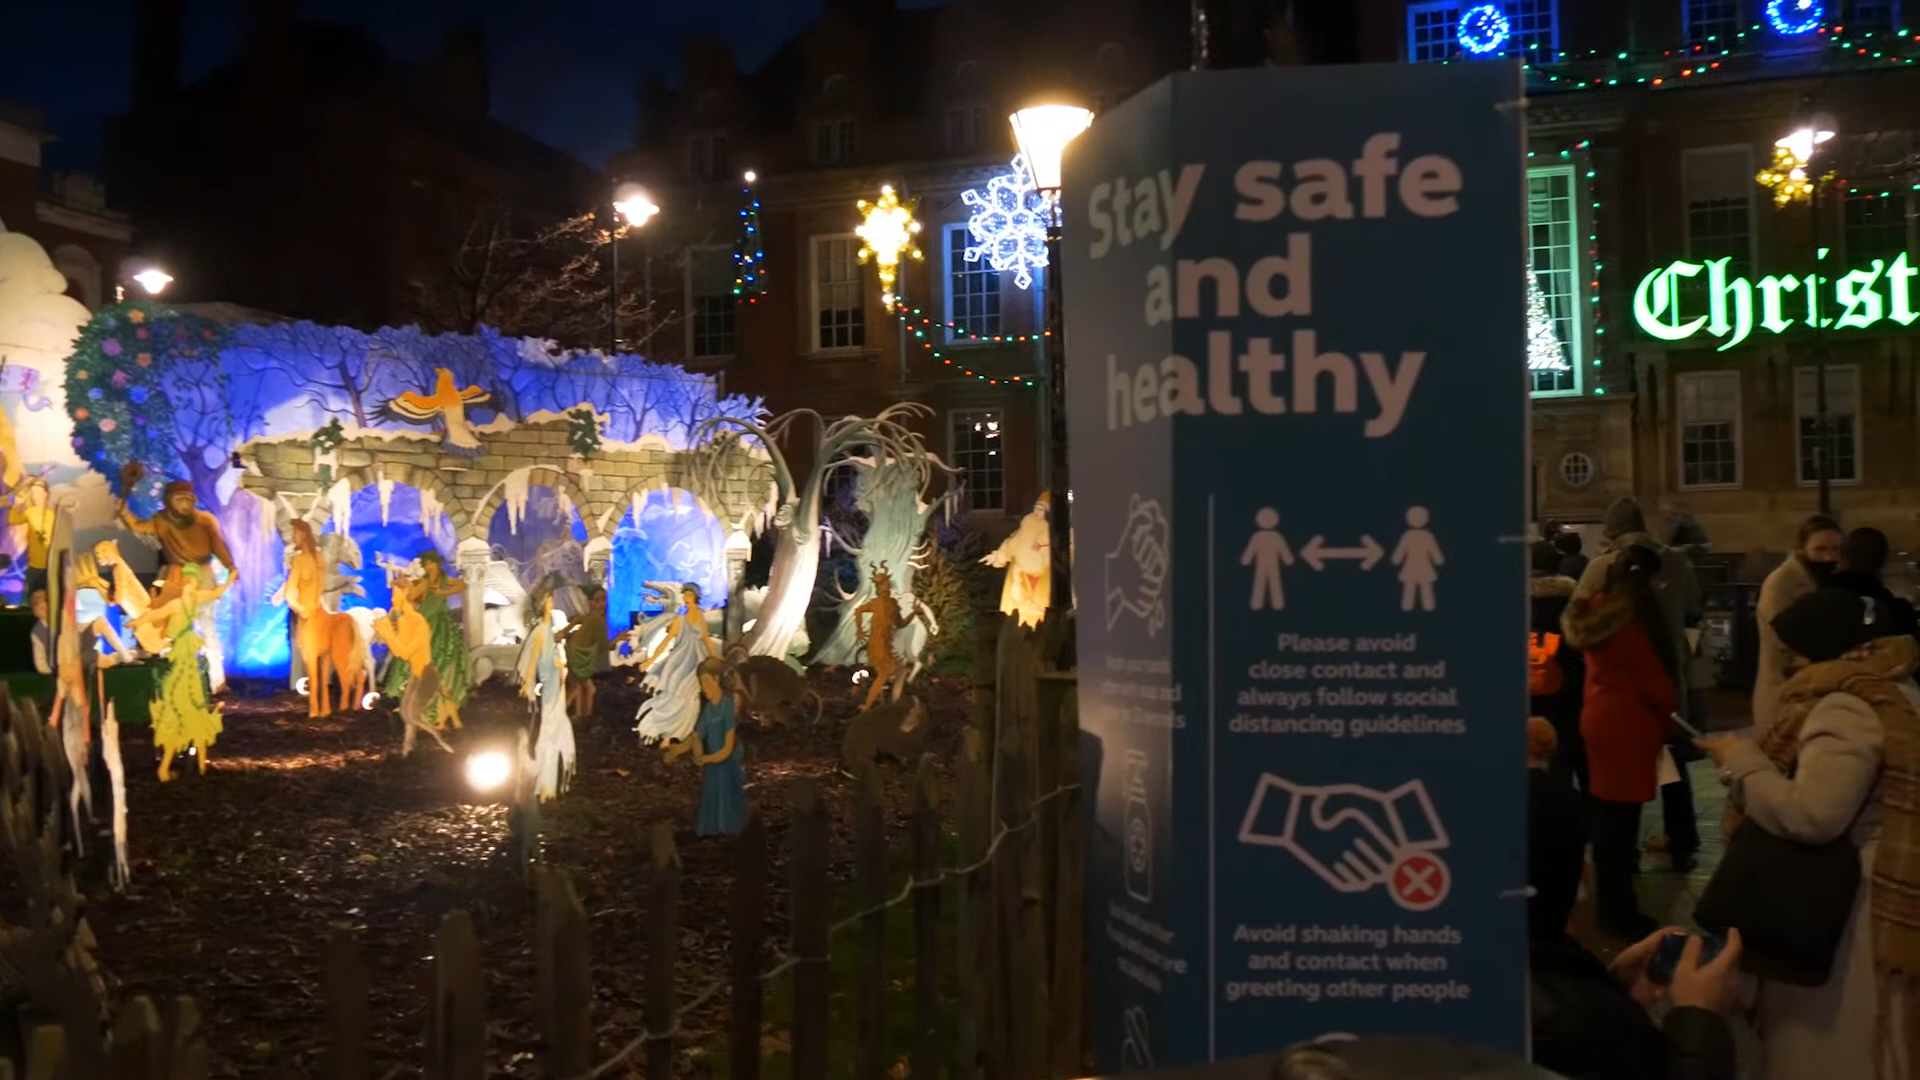 Stay safe
and
healthy
Please avoid
close contact and
always follow social
distancing guidelines
Avoid shaking hands
and contact when
greeting other people
Christ